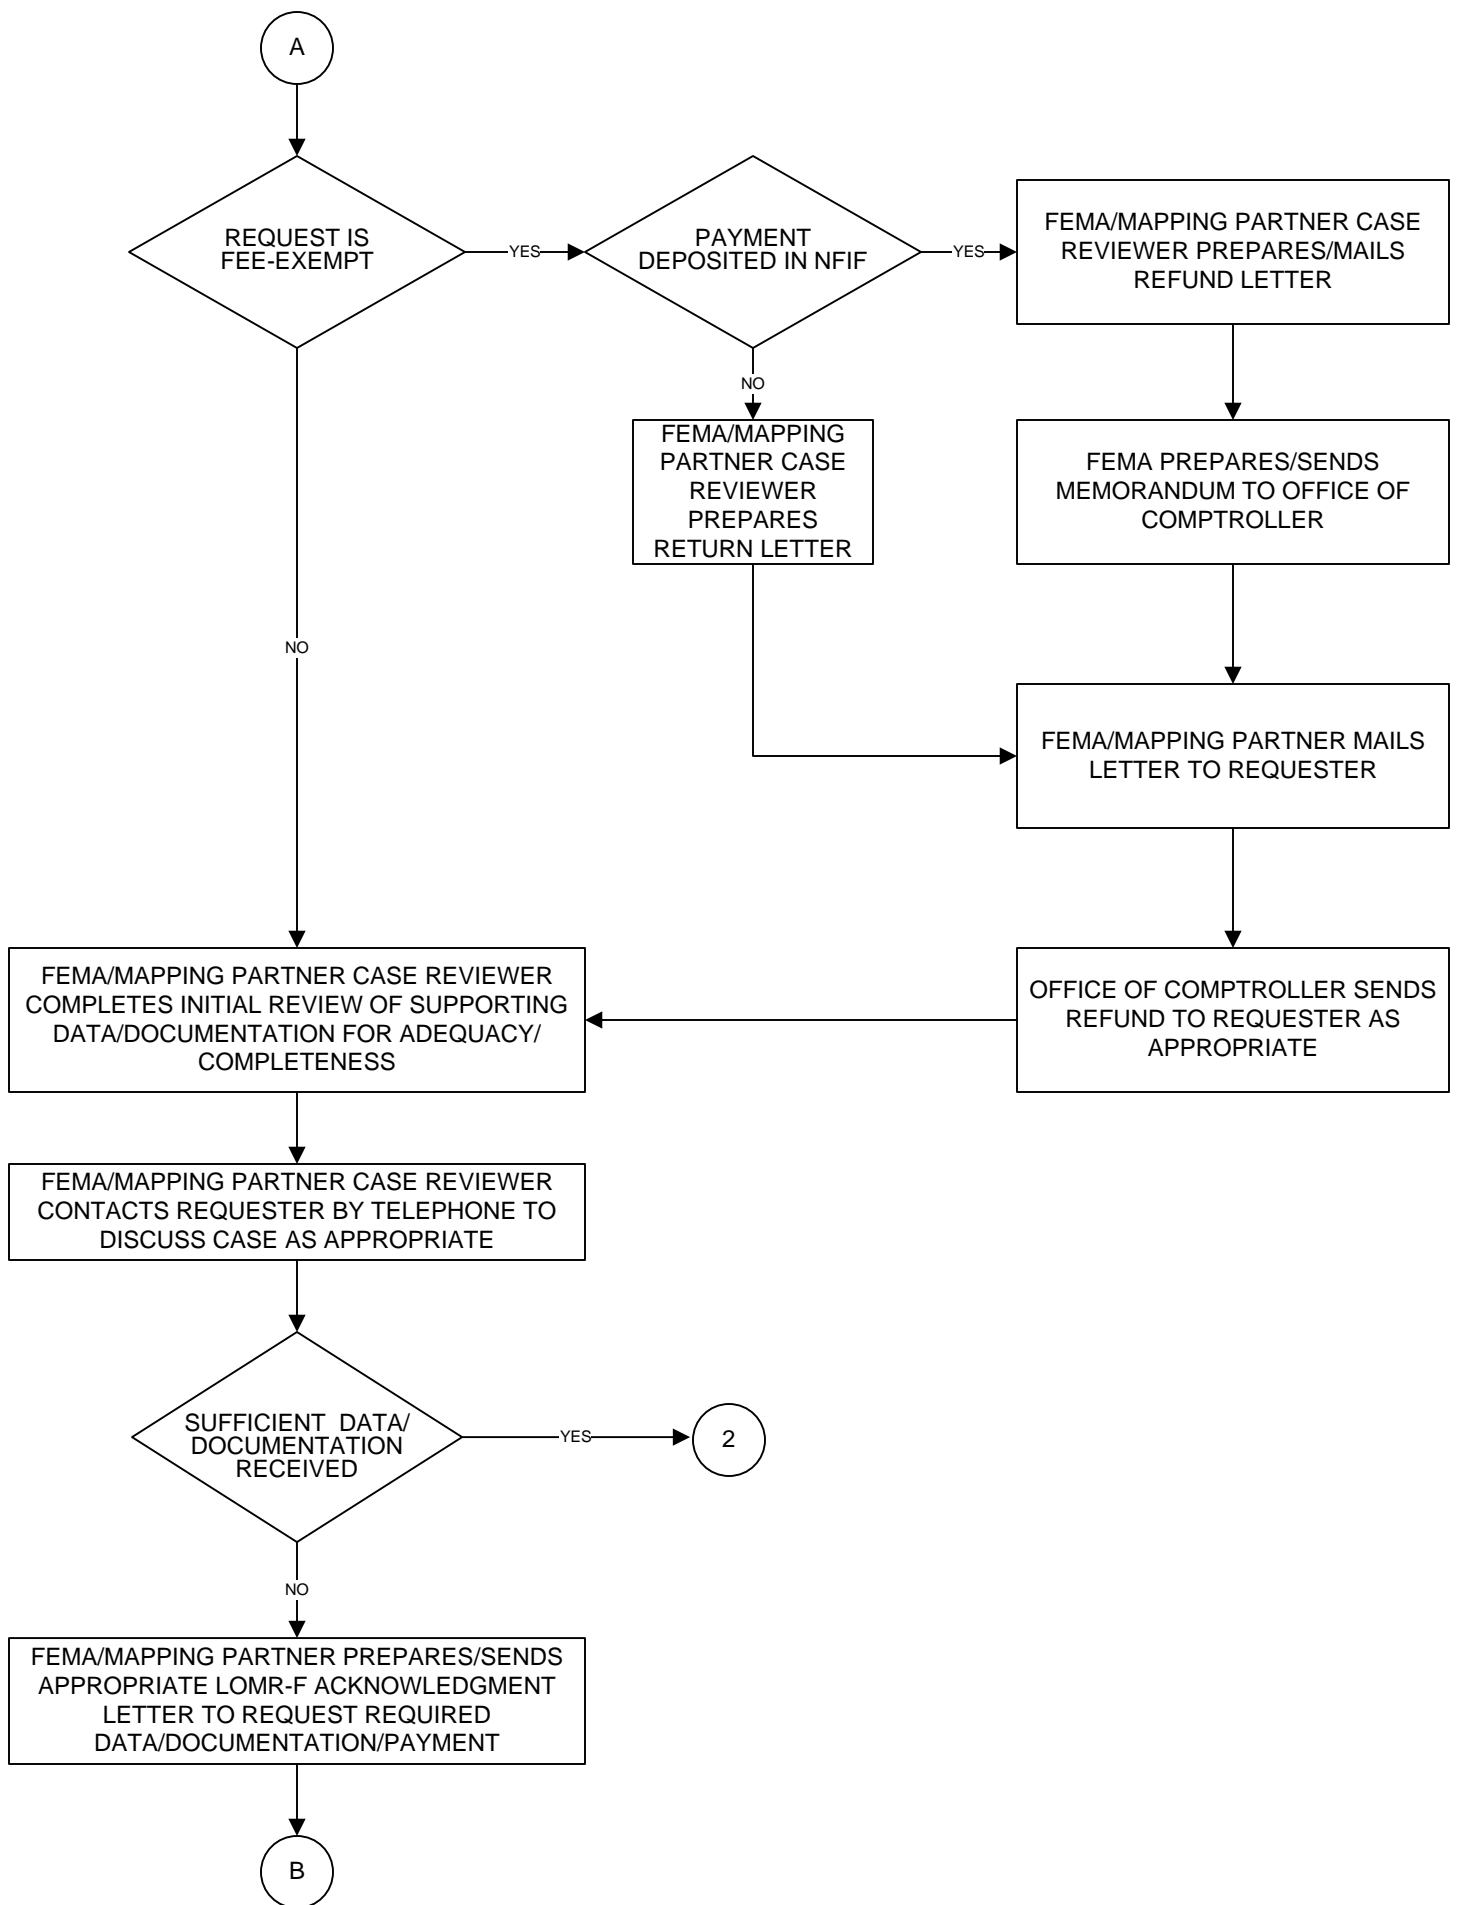 A
REQUEST IS
FEE-EXEMPT
YES
PAYMENT
DEPOSITED IN NFIF
YES
FEMA/MAPPING PARTNER CASE
REVIEWER PREPARES/MAILS
REFUND LETTER
NO
FEMA/MAPPING
PARTNER CASE
REVIEWER
PREPARES
RETURN LETTER
FEMA PREPARES/SENDS
MEMORANDUM TO OFFICE OF
COMPTROLLER
NO
FEMA/MAPPING PARTNER MAILS
LETTER TO REQUESTER
FEMA/MAPPING PARTNER CASE REVIEWER
COMPLETES INITIAL REVIEW OF SUPPORTING
DATA/DOCUMENTATION FOR ADEQUACY/
COMPLETENESS
OFFICE OF COMPTROLLER SENDS
REFUND TO REQUESTER AS
APPROPRIATE
FEMA/MAPPING PARTNER CASE REVIEWER
CONTACTS REQUESTER BY TELEPHONE TO
DISCUSS CASE AS APPROPRIATE
SUFFICIENT  DATA/
DOCUMENTATION
RECEIVED
YES
2
NO
FEMA/MAPPING PARTNER PREPARES/SENDS
APPROPRIATE LOMR-F ACKNOWLEDGMENT
LETTER TO REQUEST REQUIRED
DATA/DOCUMENTATION/PAYMENT
B